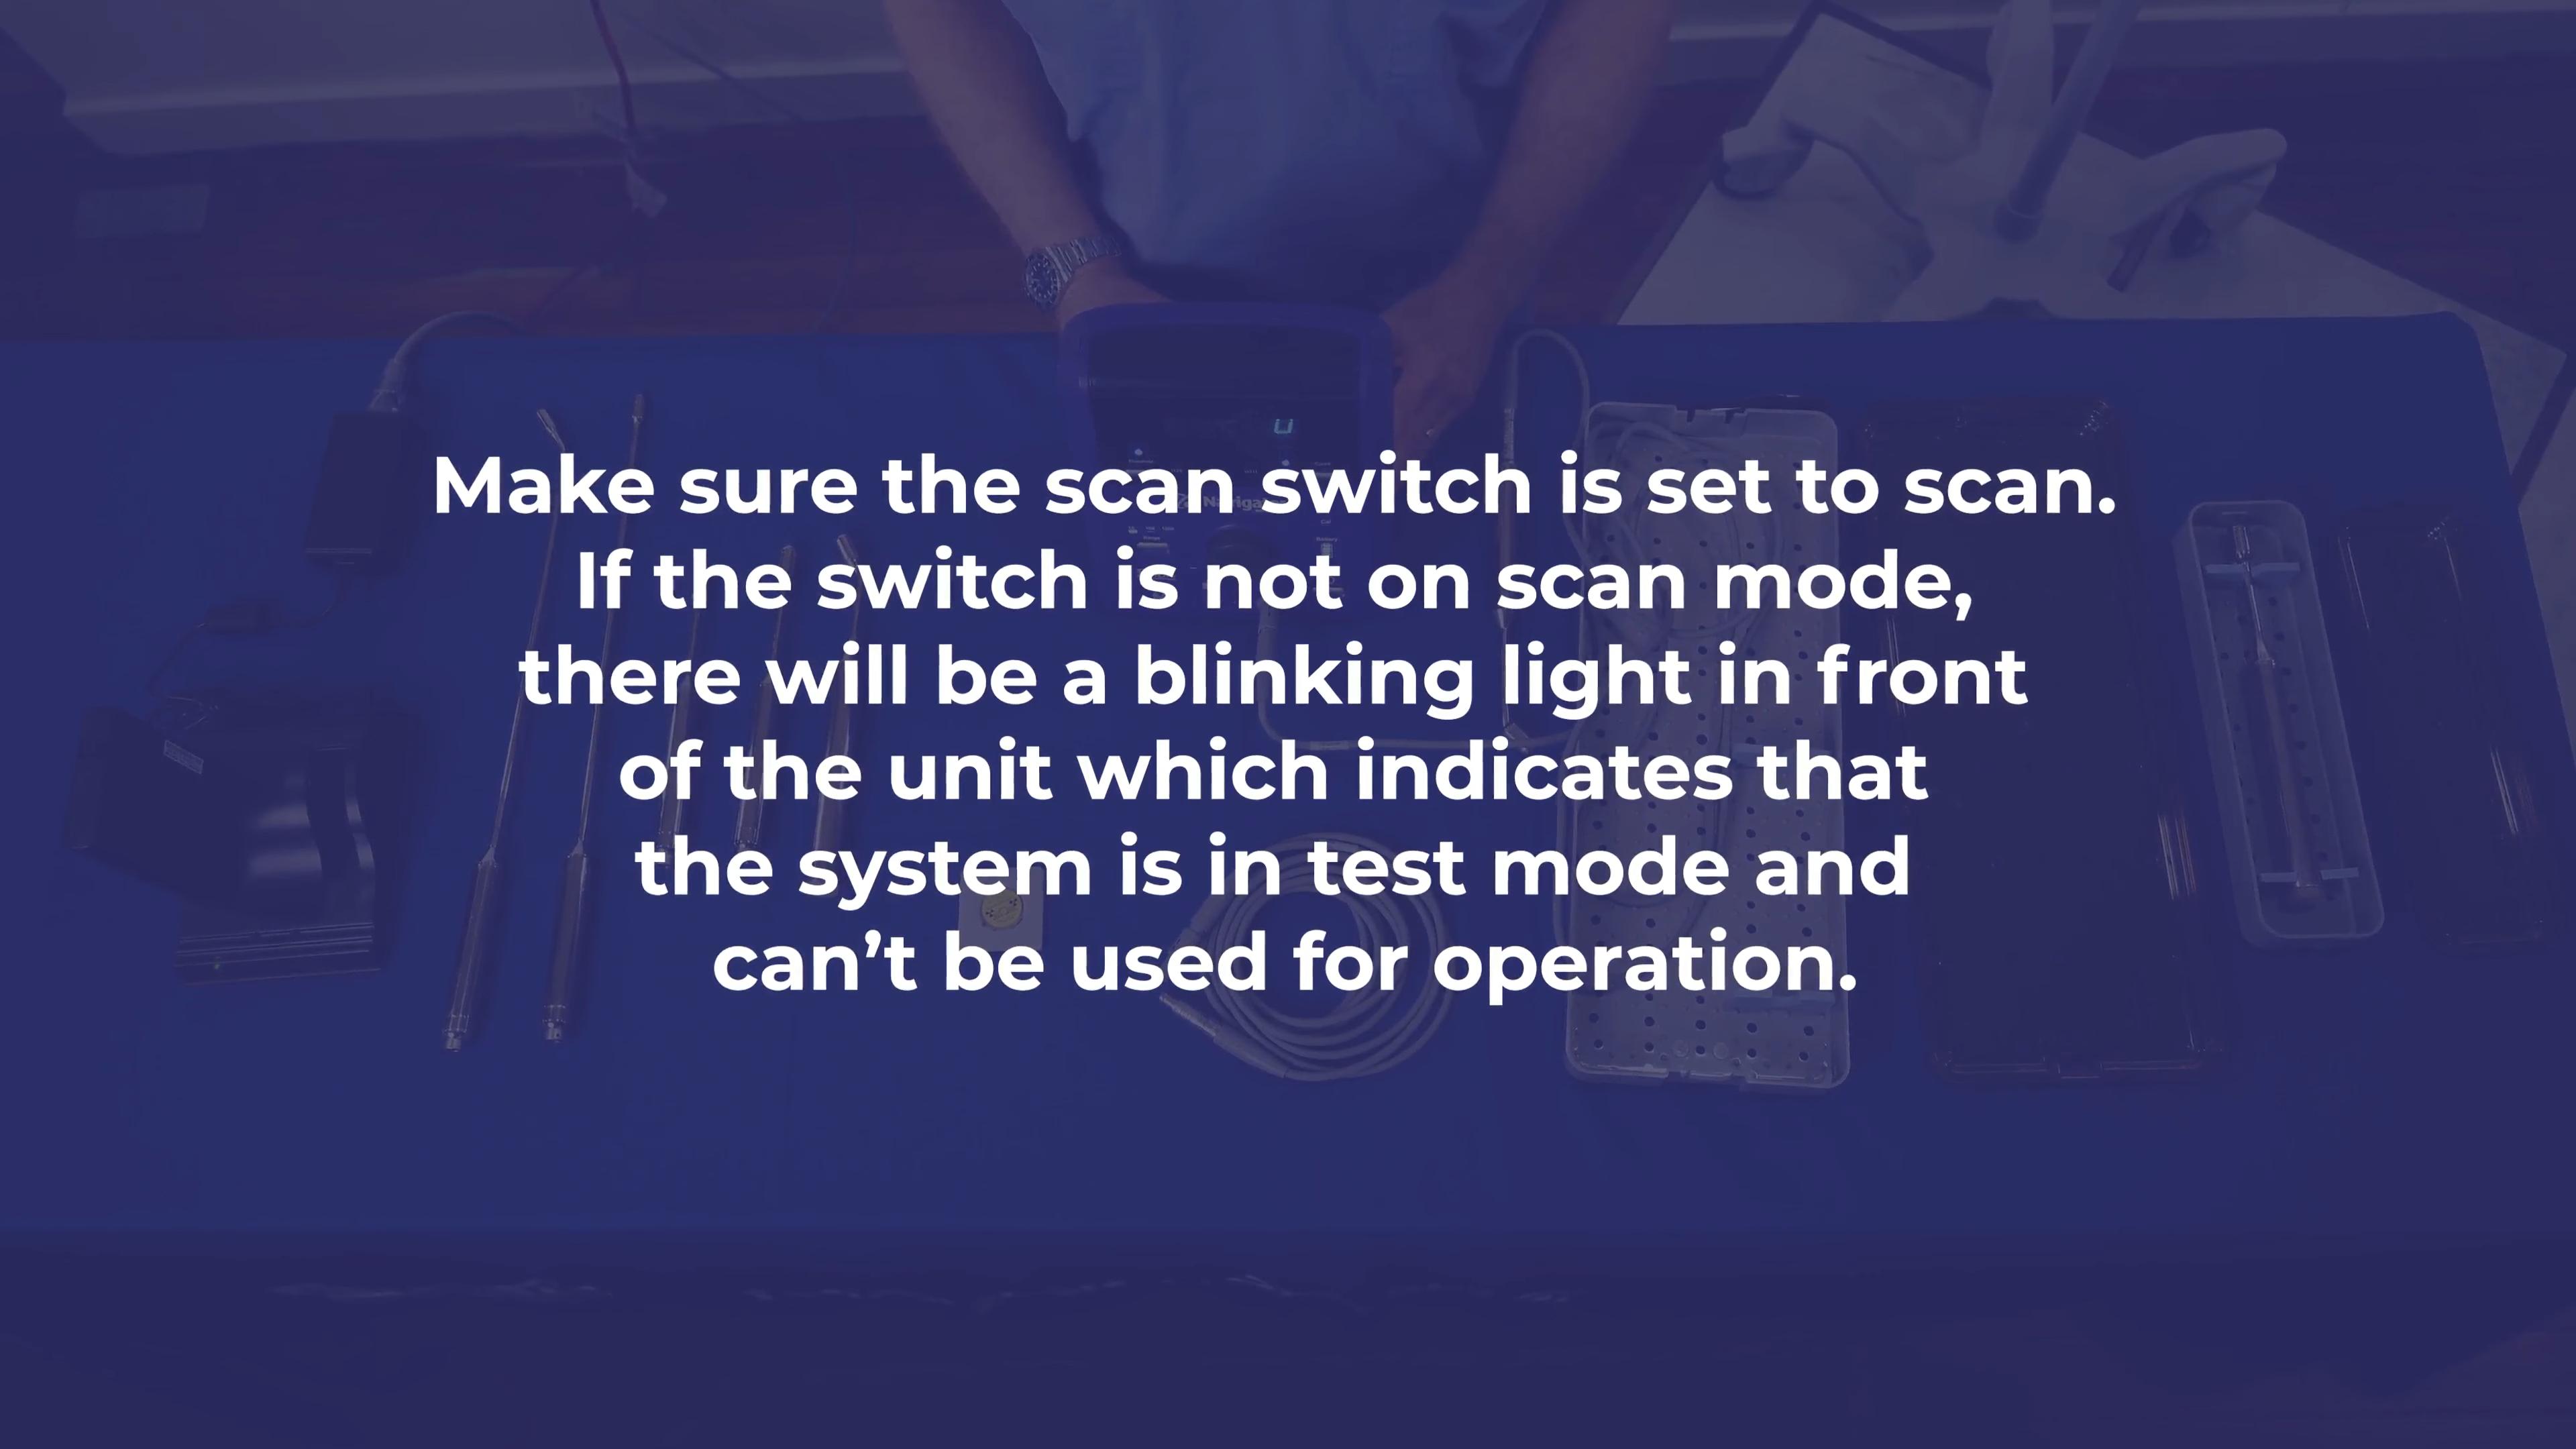 Make sure the scan switch is set to scan.
If the switch is not on scan mode,
there will be a blinking light in front
of the unit which indicates that
the system is in test mode and
can’t be used for operation.